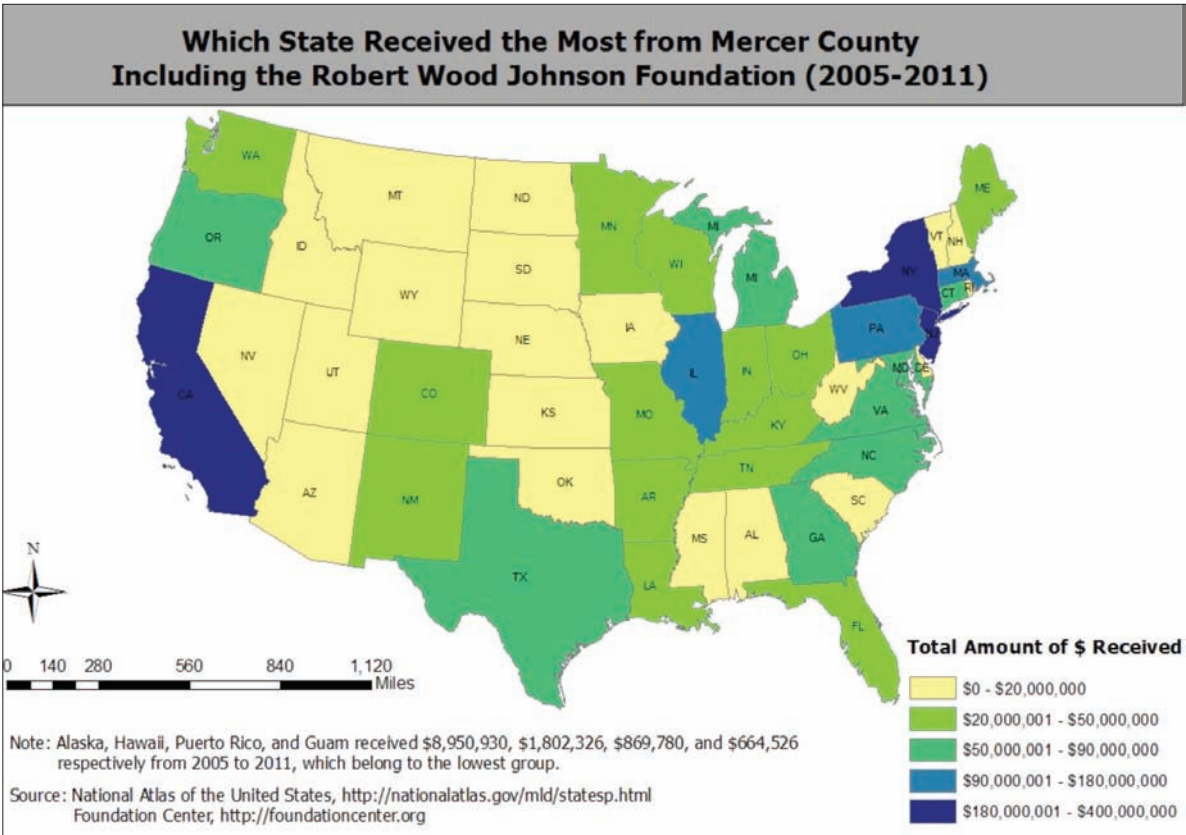 Which State Received the Most from Mercer County
Including the Robert Wood Johnson Foundation (2005-2011)
WA
MT
ND
MN
ME
OR
ID
SD
WI
MI
MI
VT
NH
NY
MA
CT
RI
WY
IA
NE
PA
NJ
NV
UT
CO
IL
IN
OH
MD
DE
WV
VA
CA
KS
MO
KY
NC
TN
AZ
NM
OK
AR
SC
MS
AL
GA
TX
LA
FL
N
0 140 280 560 840 1,120
Miles
Total Amount of $ Received
$0 - $20,000,000
$20,000,001 - $50,000,000
$50,000,001 - $90,000,000
$90,000,001 - $180,000,000
$180,000,001 - $400,000,000
Note: Alaska, Hawaii, Puerto Rico, and Guam received $8,950,930, $1,802,326, $869,780, and $664,526
respectively from 2005 to 2011, which belong to the lowest group.
Source: National Atlas of the United States, http://nationalatlas.gov/mld/statesp.html
Foundation Center, http://foundationcenter.org